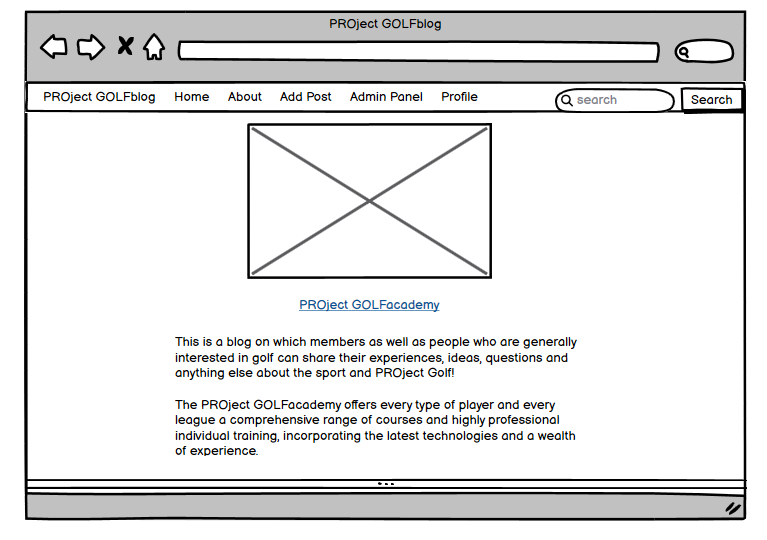 PROject GOLFblog
PROject GOLFblog Home About Add Post Admin Panel Profile search Search
PROject GOLFacademy
This is a blog on which members as well as people who are generally
interested in golf can share their experiences, ideas, questions and
anything else about the sport and PROject Golf!
The PROject GOLFacademy offers every type of player and every
league a comprehensive range of courses and highly professional
individual training, incorporating the latest technologies and a wealth
of experience.